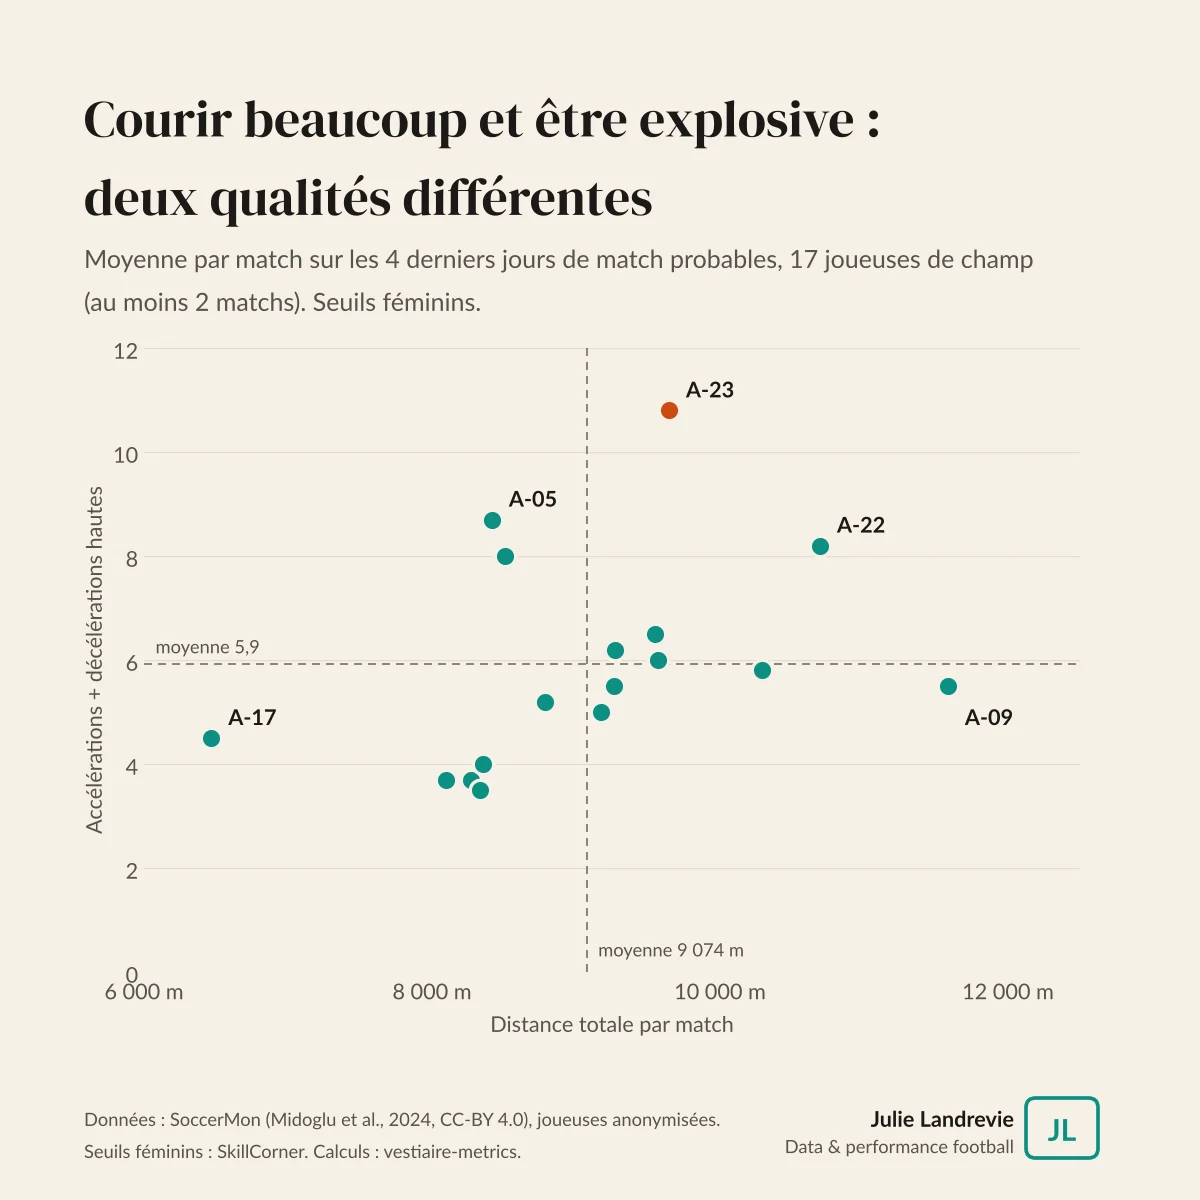 Courir beaucoup et être explosive :
deux qualités différentes
Moyenne par match sur les 4 derniers jours de match probables, 17 joueuses de champ
(au moins 2 matchs). Seuils féminins.
12
A-23
10
A-05
A-22
8
Accélérations + décélérations hautes
moyenne 5,9
6
A-17
A-09
4
2
moyenne 9 074 m
0
6 000 m
8 000 m
10 000 m
12 000 m
Distance totale par match
Données : SoccerMon (Midoglu et al., 2024, CC-BY 4.0), joueuses anonymisées.
Seuils féminins : SkillCorner. Calculs : vestiaire-metrics.
Julie Landrevie
Data & performance football
JL